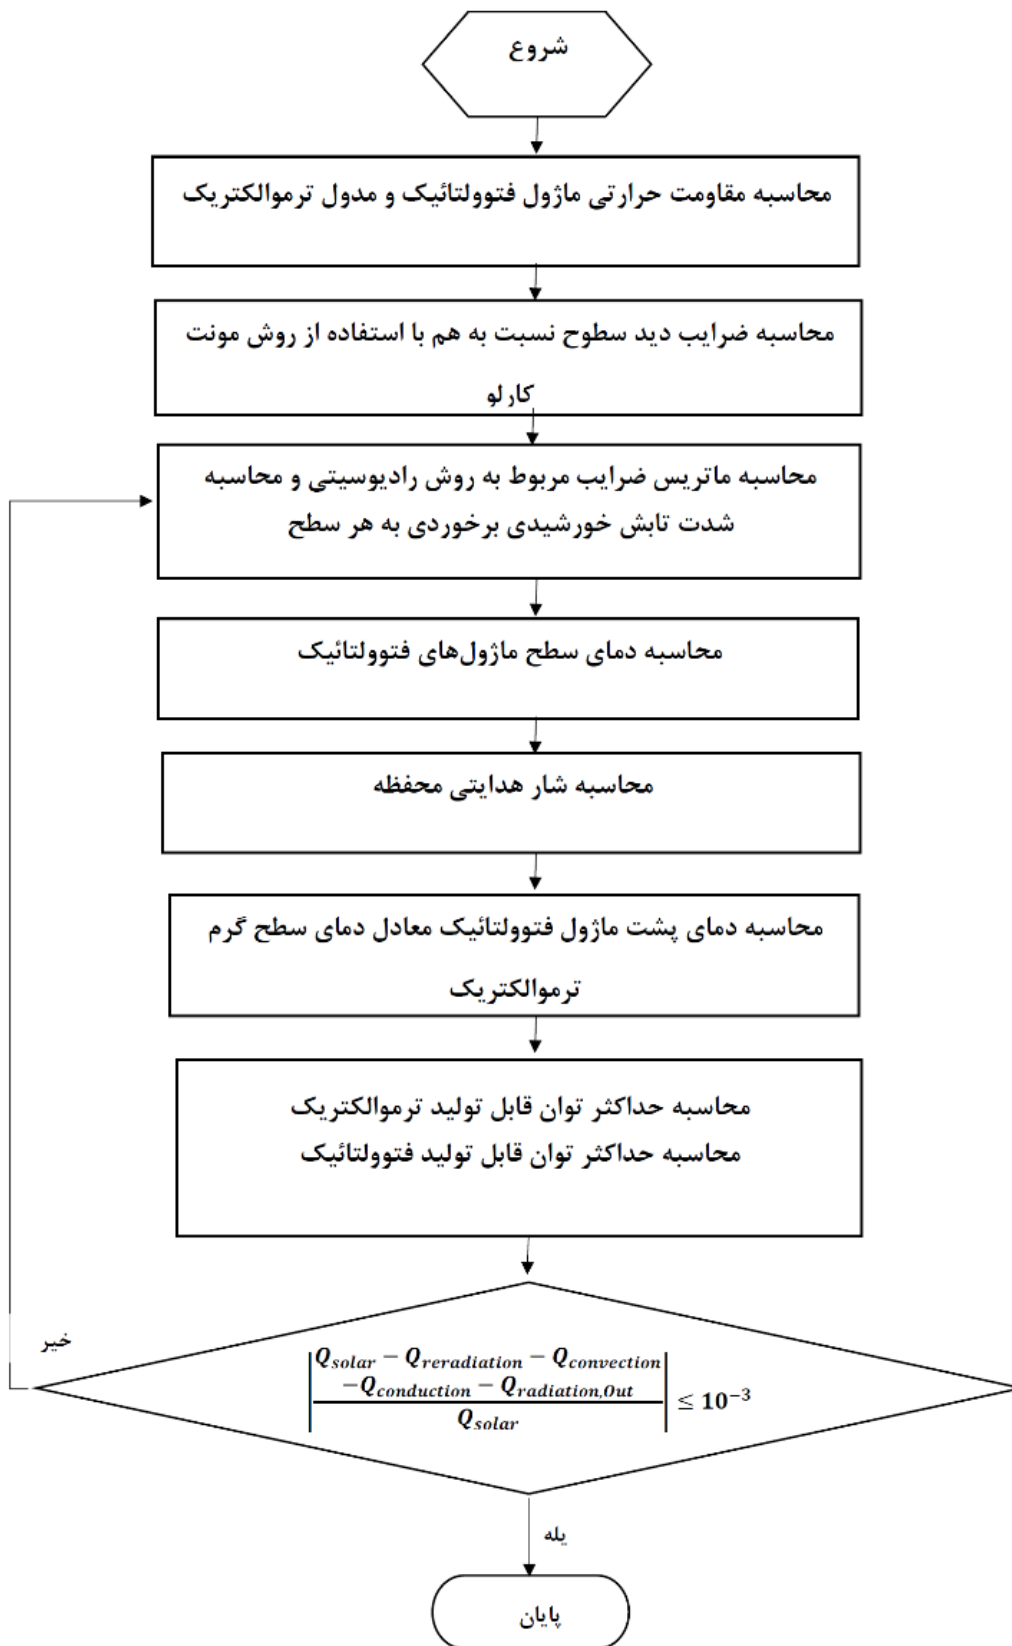 شروع
محاسبه مقاومت حرارتی ماژول فتوولتائیک و مدول ترموالکتریک
محاسبه ضرایب دید سطوح نسبت به هم با استفاده از روش مونت
کارلو
محاسبه ماتریس ضرایب مربوط به روش رادیوسیتی و محاسبه
شدت تابش خورشیدی برخوردی به هر سطح
محاسبه دمای سطح ماژول‌های فتوولتائیک
محاسبه شار هدایتی محفظه
محاسبه دمای پشت ماژول فتوولتائیک معادل دمای سطح گرم
ترموالکتریک
محاسبه حداکثر توان قابل تولید ترموالکتریک
محاسبه حداکثر توان قابل تولید فتوولتائیک
خیر
|Q_solar − Q_reradiation − Q_convection
−Q_conduction − Q_radiation,Out
Q_solar| ≤ 10⁻³
یله
پایان